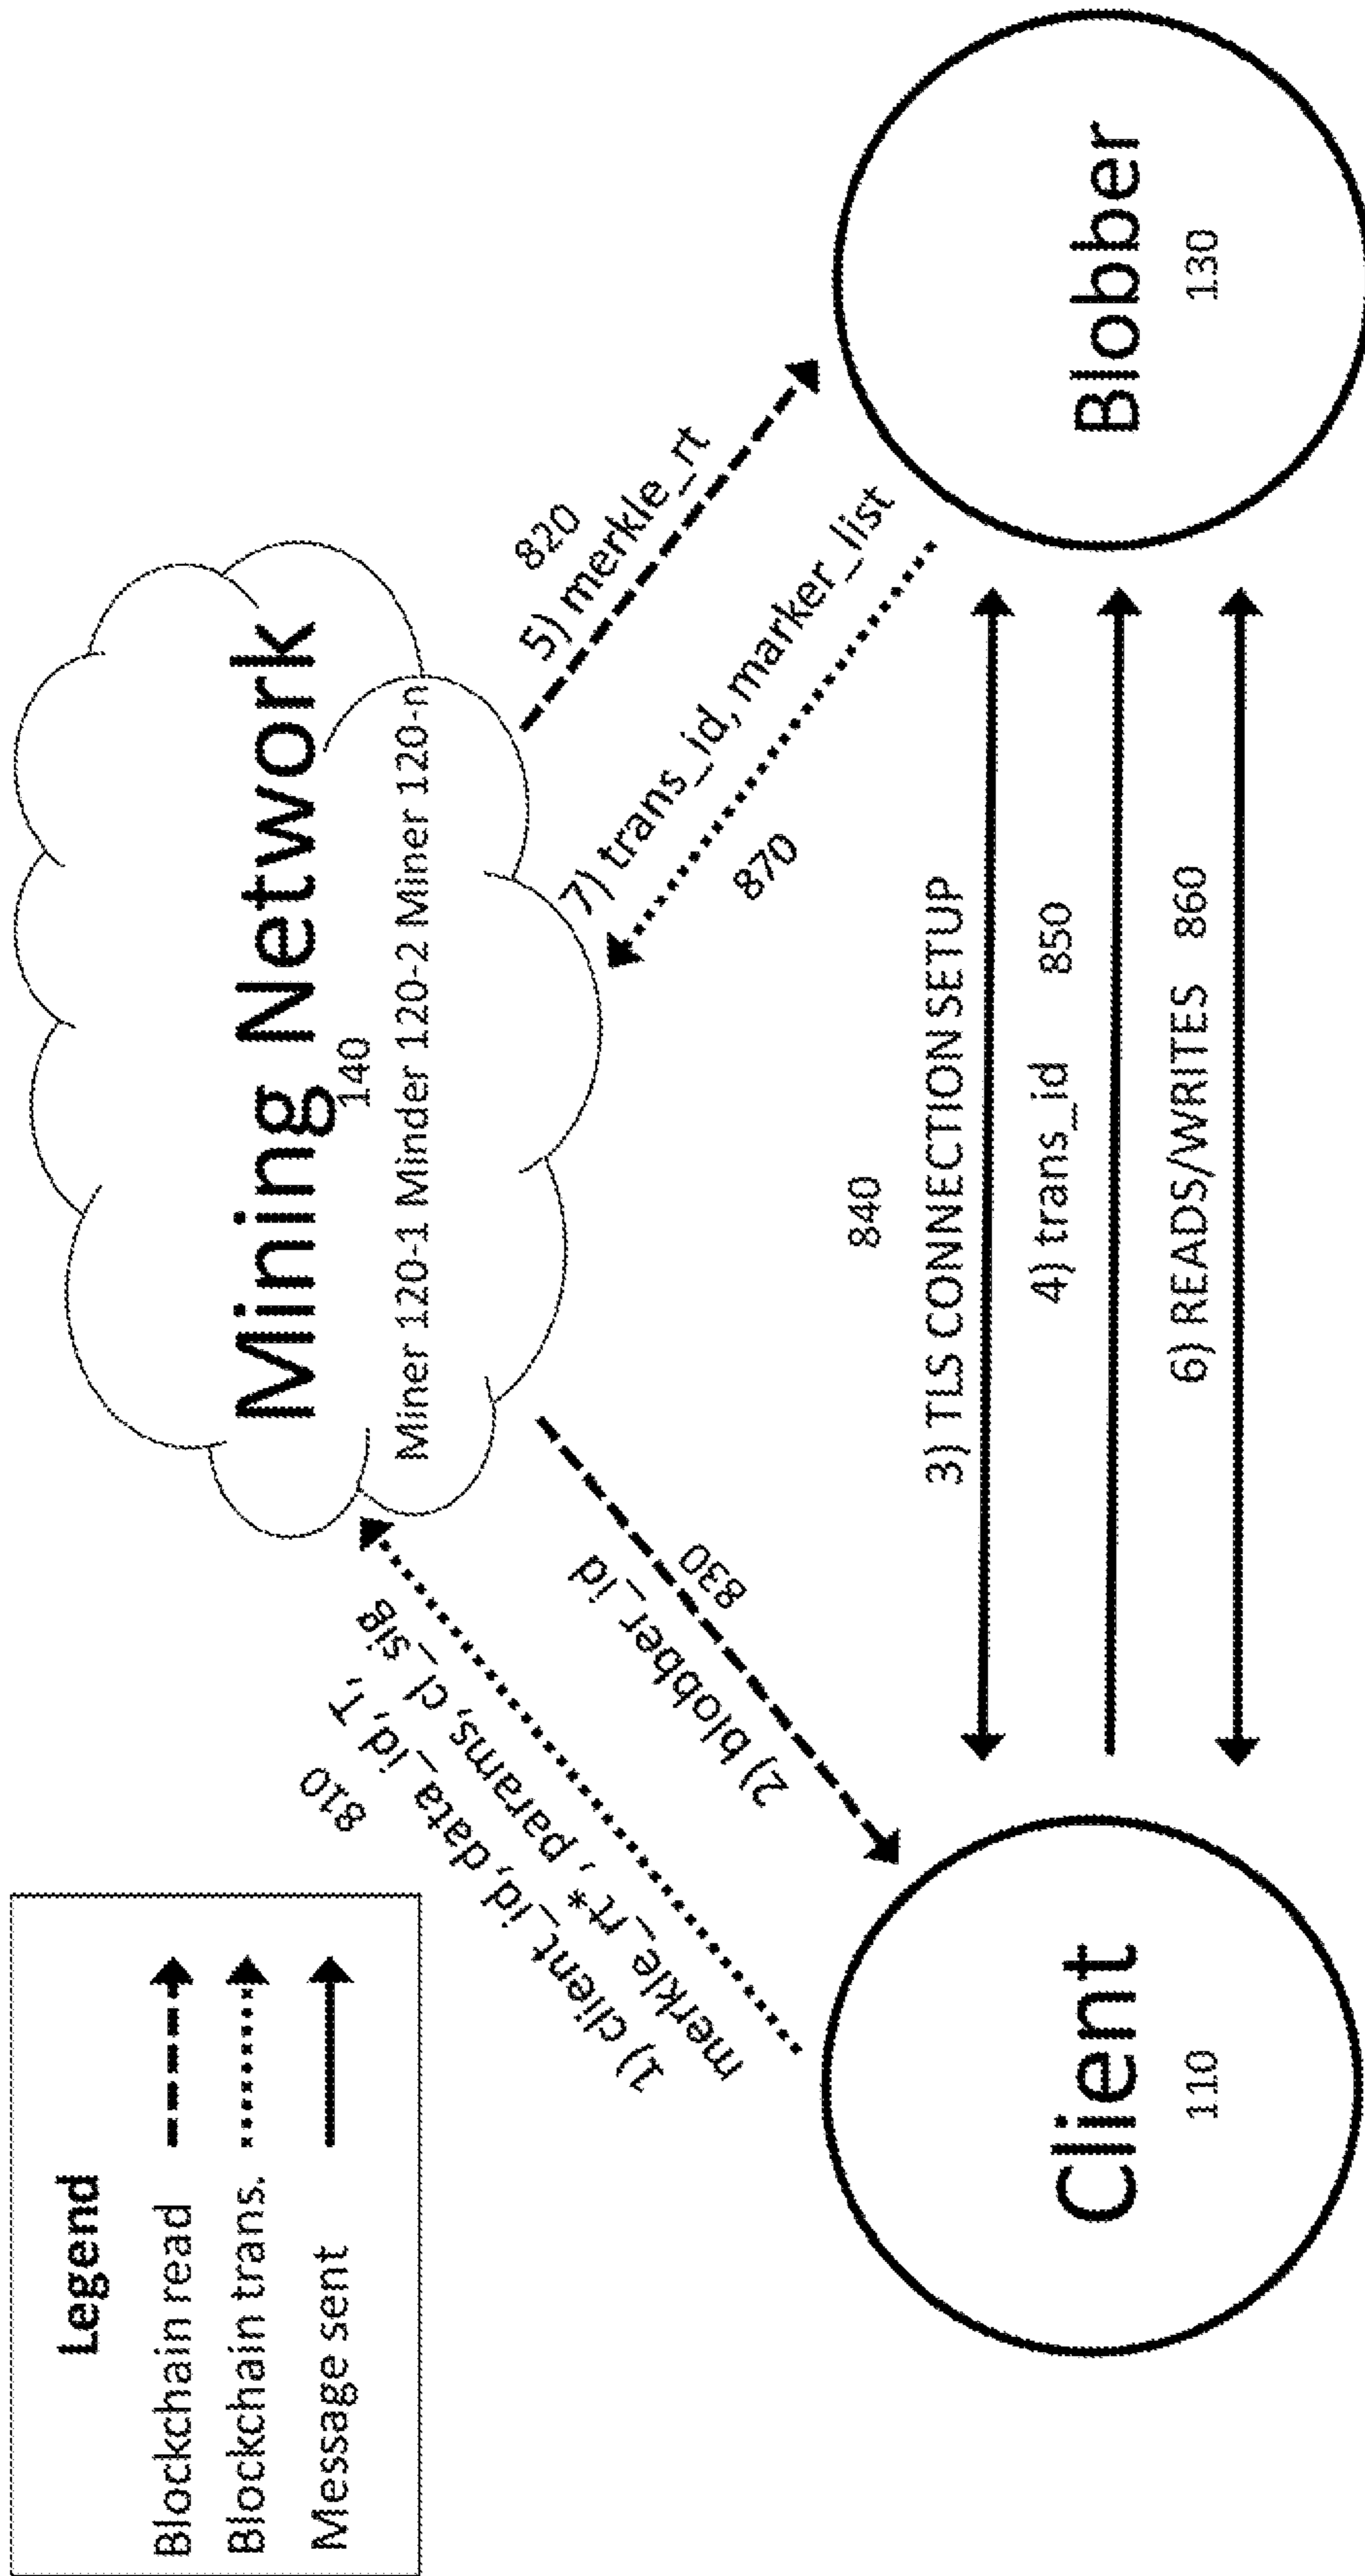 Legend
Blockchain read
Blockchain trans.
Message sent
Mining Network
140
Miner 120-1 Minder 120-2 Miner 120-n
810
1) client_id, data_id, T,
merkle_rt*, params, cl_sig
2) blobber_id
830
820
5) merkle_rt
7) trans_id, marker_list
870
840
3) TLS CONNECTION SETUP
4) trans_id 850
6) READS/WRITES 860
Client
110
Blobber
130